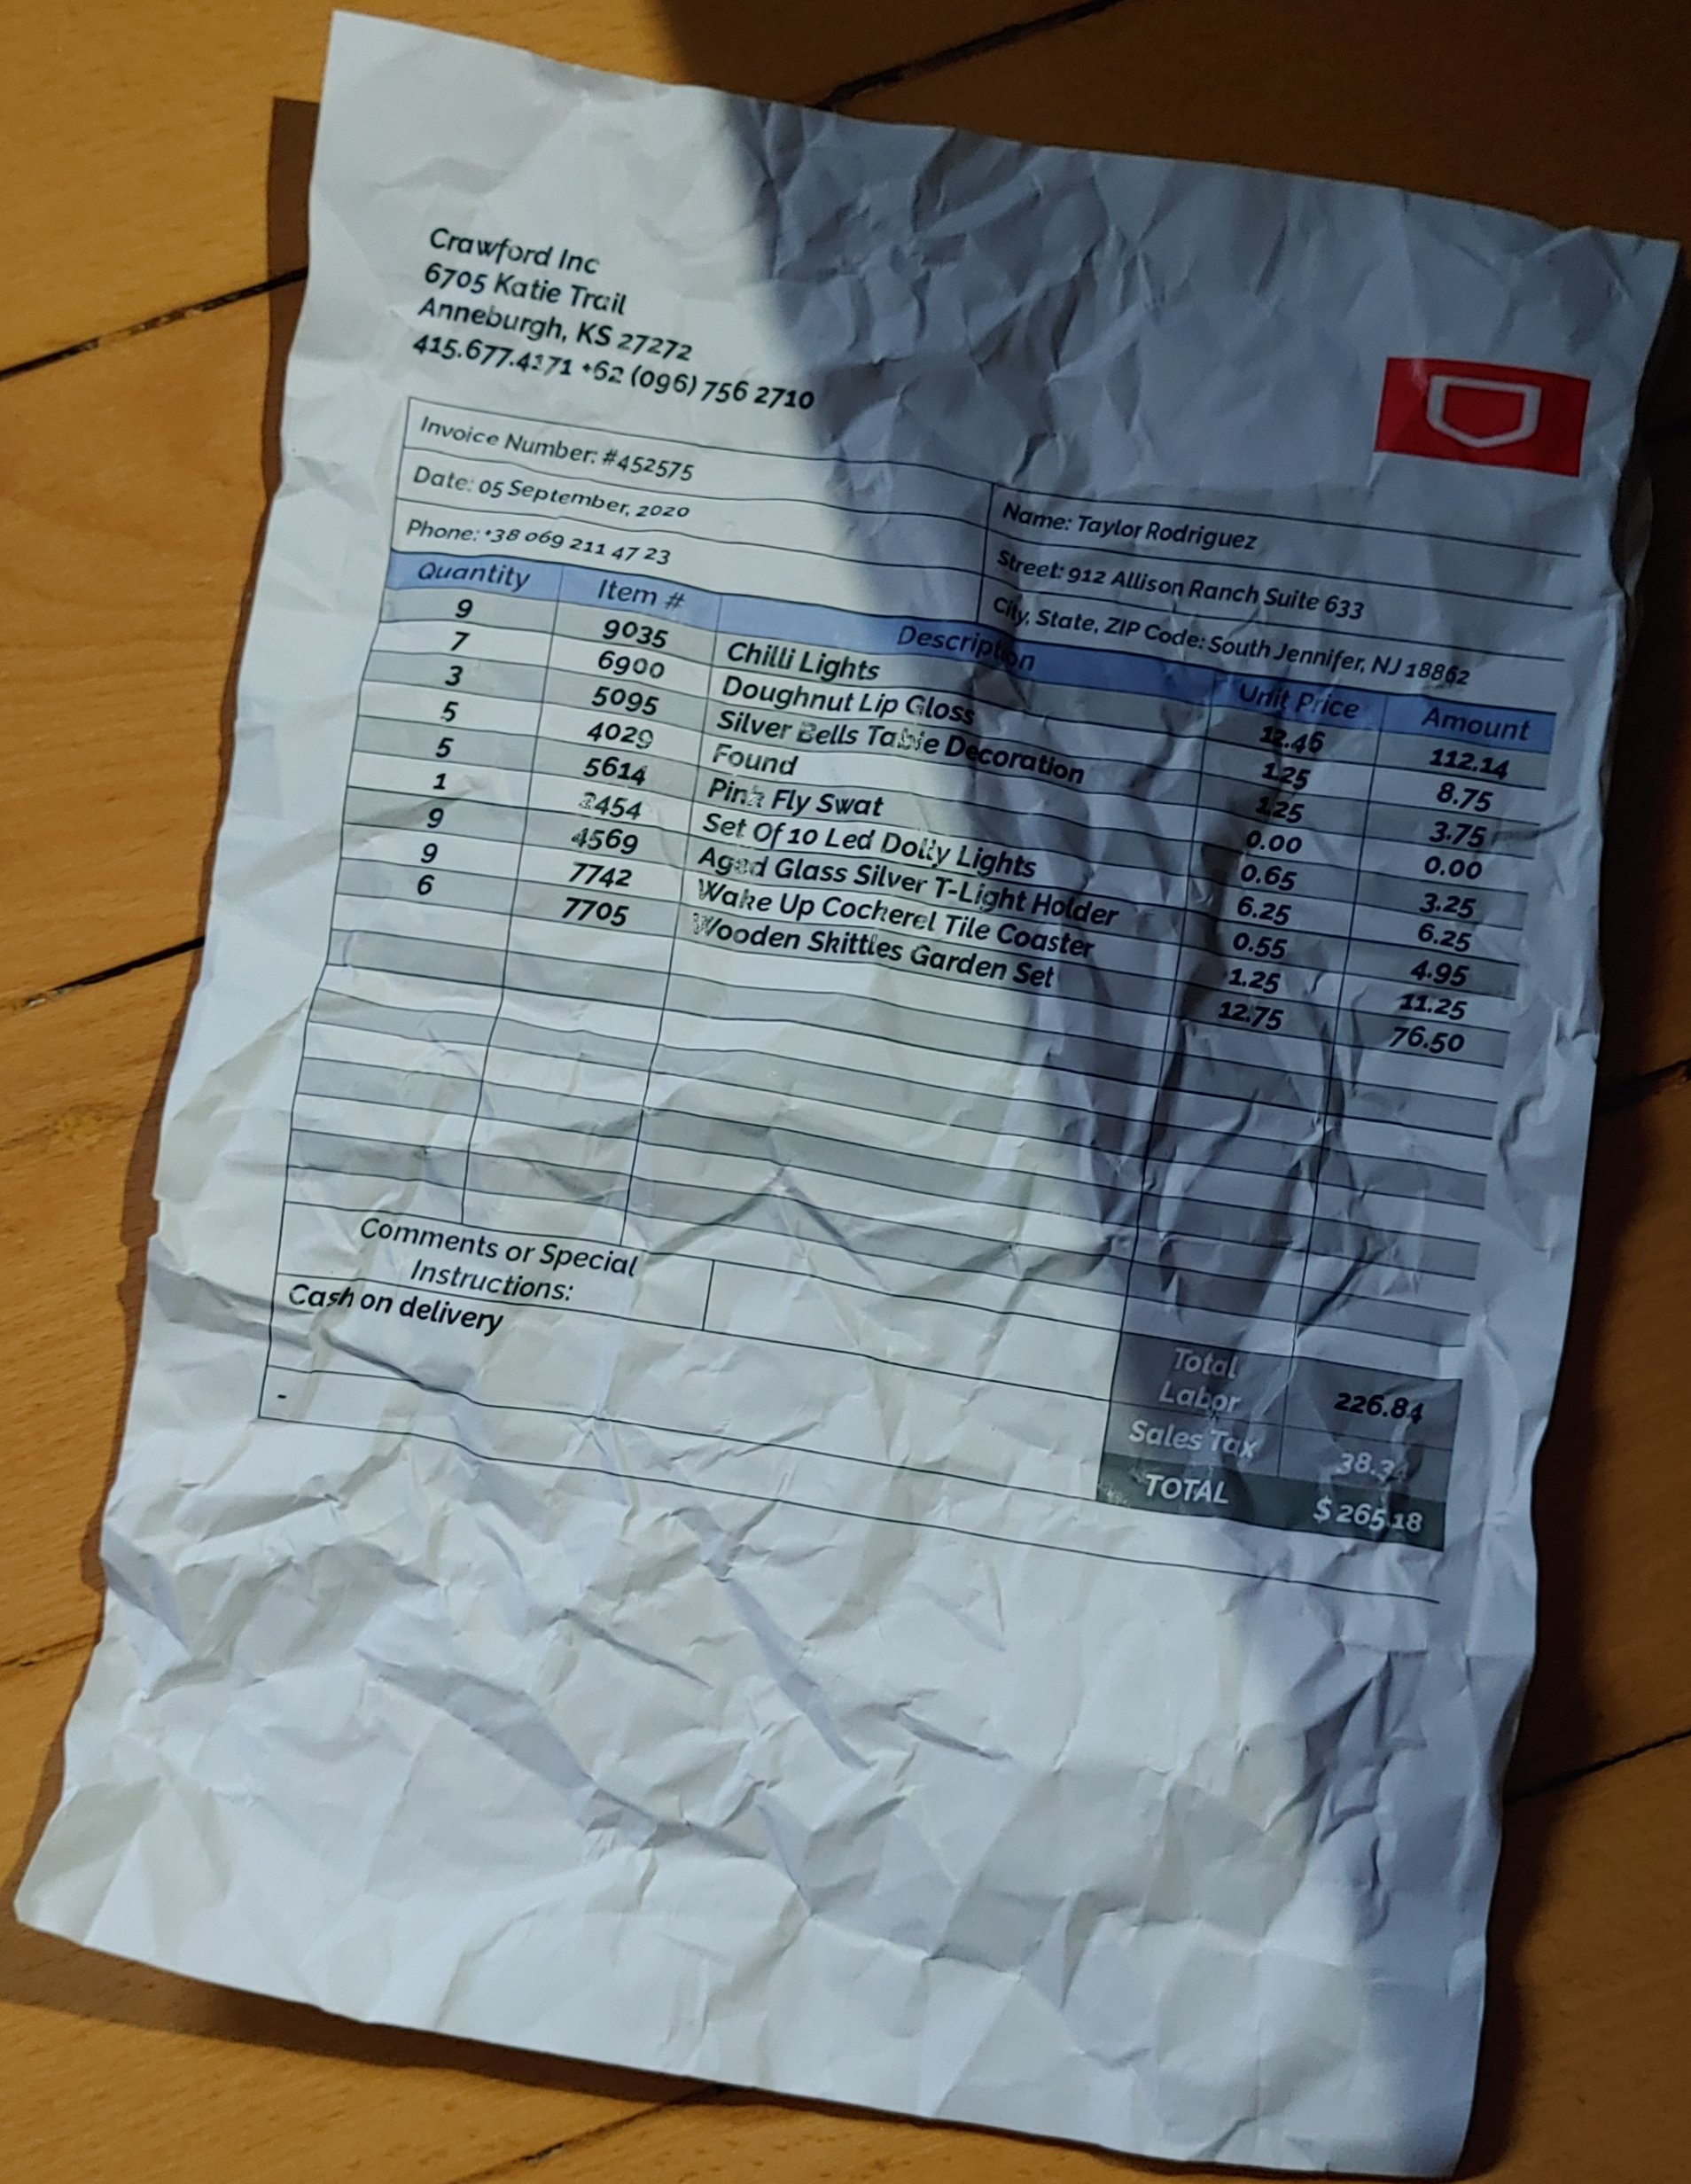 Crawford Inc
6705 Katie Trail
Anneburgh, KS 27272
415.677.4171 +62 (096) 756 2710
Invoice Number: #452575
Name: Taylor Rodriguez
Date: 05 September, 2020
Street: 912 Allison Ranch Suite 633
Phone: +38 069 211 47 23
City, State, ZIP Code: South Jennifer, NJ 18862
Quantity Item # Description Unit Price Amount
9 9035 Chilli Lights 12.46 112.14
7 6900 Doughnut Lip Gloss 1.25 8.75
3 5095 Silver Bells Table Decoration 1.25 3.75
5 4029 Found 0.00 0.00
5 5614 Pink Fly Swat 0.65 3.25
1 Set Of 10 Led Dolly Lights 6.25 6.25
9 4569 Aged Glass Silver T-Light Holder 0.55 4.95
9 7742 Wake Up Cockerel Tile Coaster 1.25 11.25
6 7705 Wooden Skittles Garden Set 12.75 76.50
Comments or Special
Instructions:
Cash on delivery
-
Total
Labor 226.84
Sales Tax 38.34
TOTAL $ 265.18